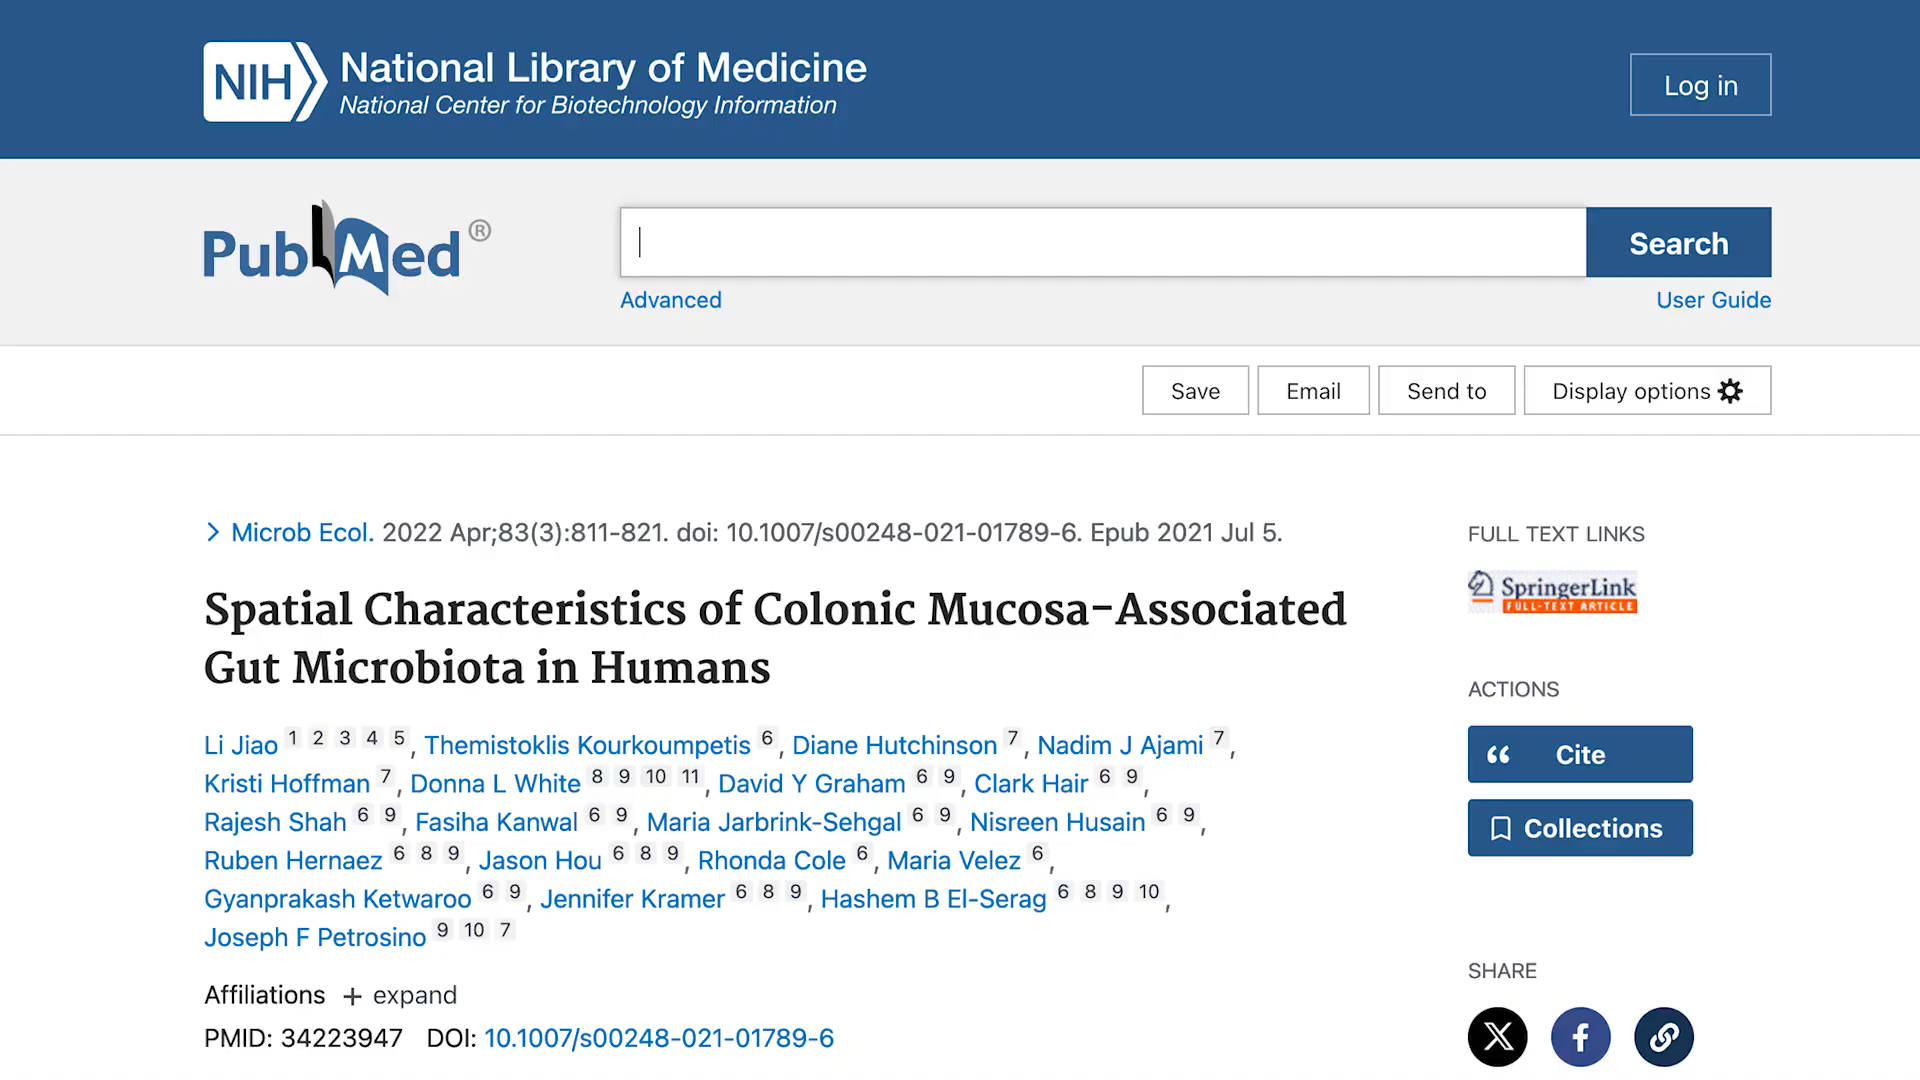 NIH National Library of Medicine
National Center for Biotechnology Information
Log in
PubMed®
Search
Advanced
User Guide
Save
Email
Send to
Display options
Microb Ecol. 2022 Apr;83(3):811-821. doi: 10.1007/s00248-021-01789-6. Epub 2021 Jul 5.
Spatial Characteristics of Colonic Mucosa-Associated
Gut Microbiota in Humans
Li Jiao 1 2 3 4 5, Themistoklis Kourkoumpetis 6, Diane Hutchinson 7, Nadim J Ajami 7,
Kristi Hoffman 7, Donna L White 8 9 10 11, David Y Graham 6 9, Clark Hair 6 9,
Rajesh Shah 6 9, Fasiha Kanwal 6 9, Maria Jarbrink-Sehgal 6 9, Nisreen Husain 6 9,
Ruben Hernaez 6 8 9, Jason Hou 6 8 9, Rhonda Cole 6, Maria Velez 6,
Gyanprakash Ketwaroo 6 9, Jennifer Kramer 6 8 9, Hashem B El-Serag 6 8 9 10,
Joseph F Petrosino 9 10 7
Affiliations + expand
PMID: 34223947 DOI: 10.1007/s00248-021-01789-6
FULL TEXT LINKS
SpringerLink
FULL-TEXT ARTICLE
ACTIONS
Cite
Collections
SHARE